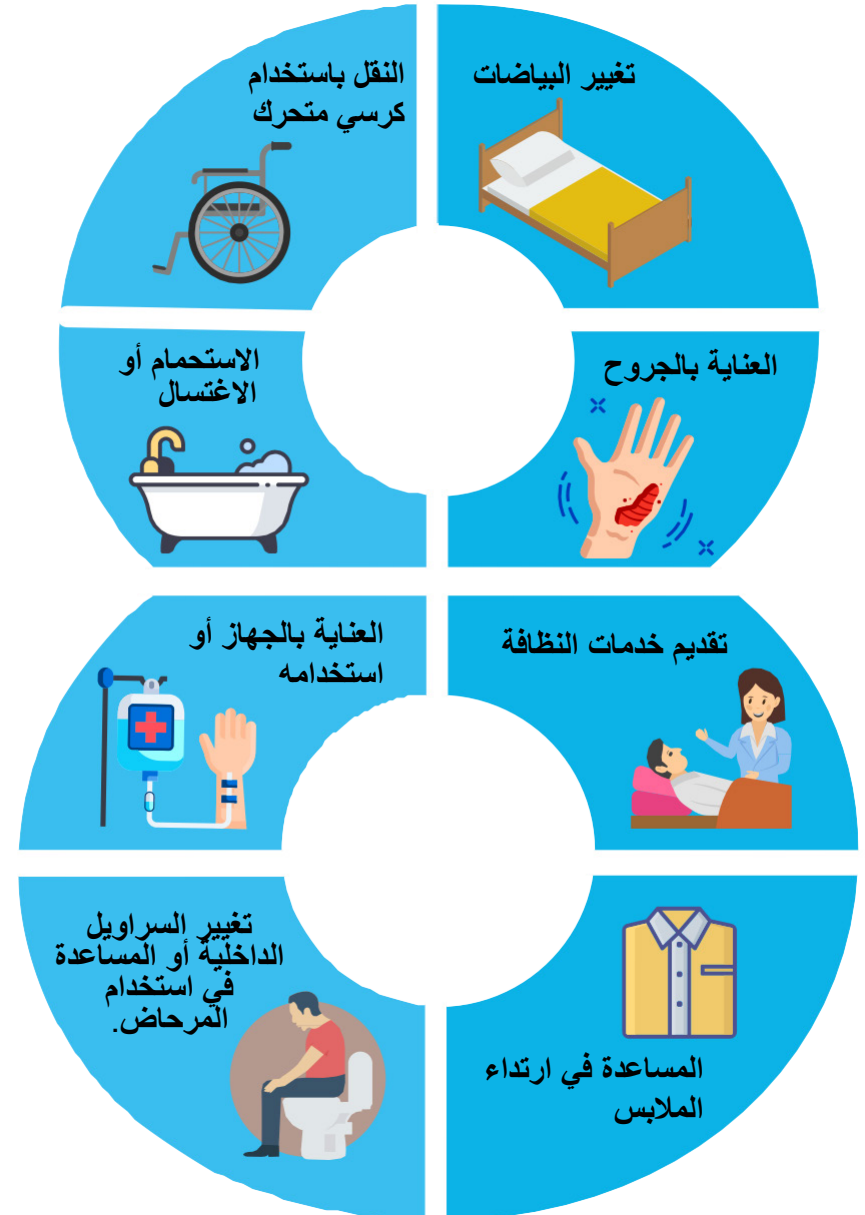 تغيير البياضات
النقل باستخدام
كرسي متحرك
العناية بالجروح
الاستحمام أو
الاغتسال
تقديم خدمات النظافة
العناية بالجهاز أو
استخدامه
المساعدة في ارتداء
الملابس
تغيير السراويل
الداخلية أو المساعدة
في استخدام
المرحاض.